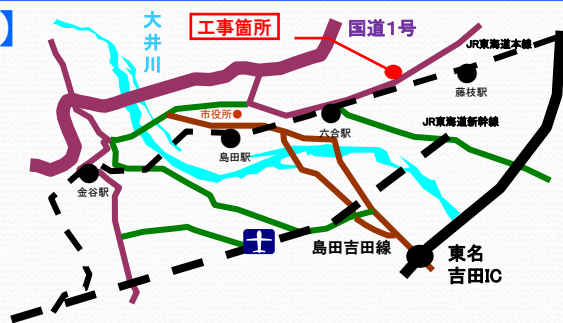 】
大井川
工事箇所
国道1号
JR東海道本線
藤枝駅
市役所
六合駅
JR東海道新幹線
島田駅
金谷駅
島田吉田線
東名
吉田IC